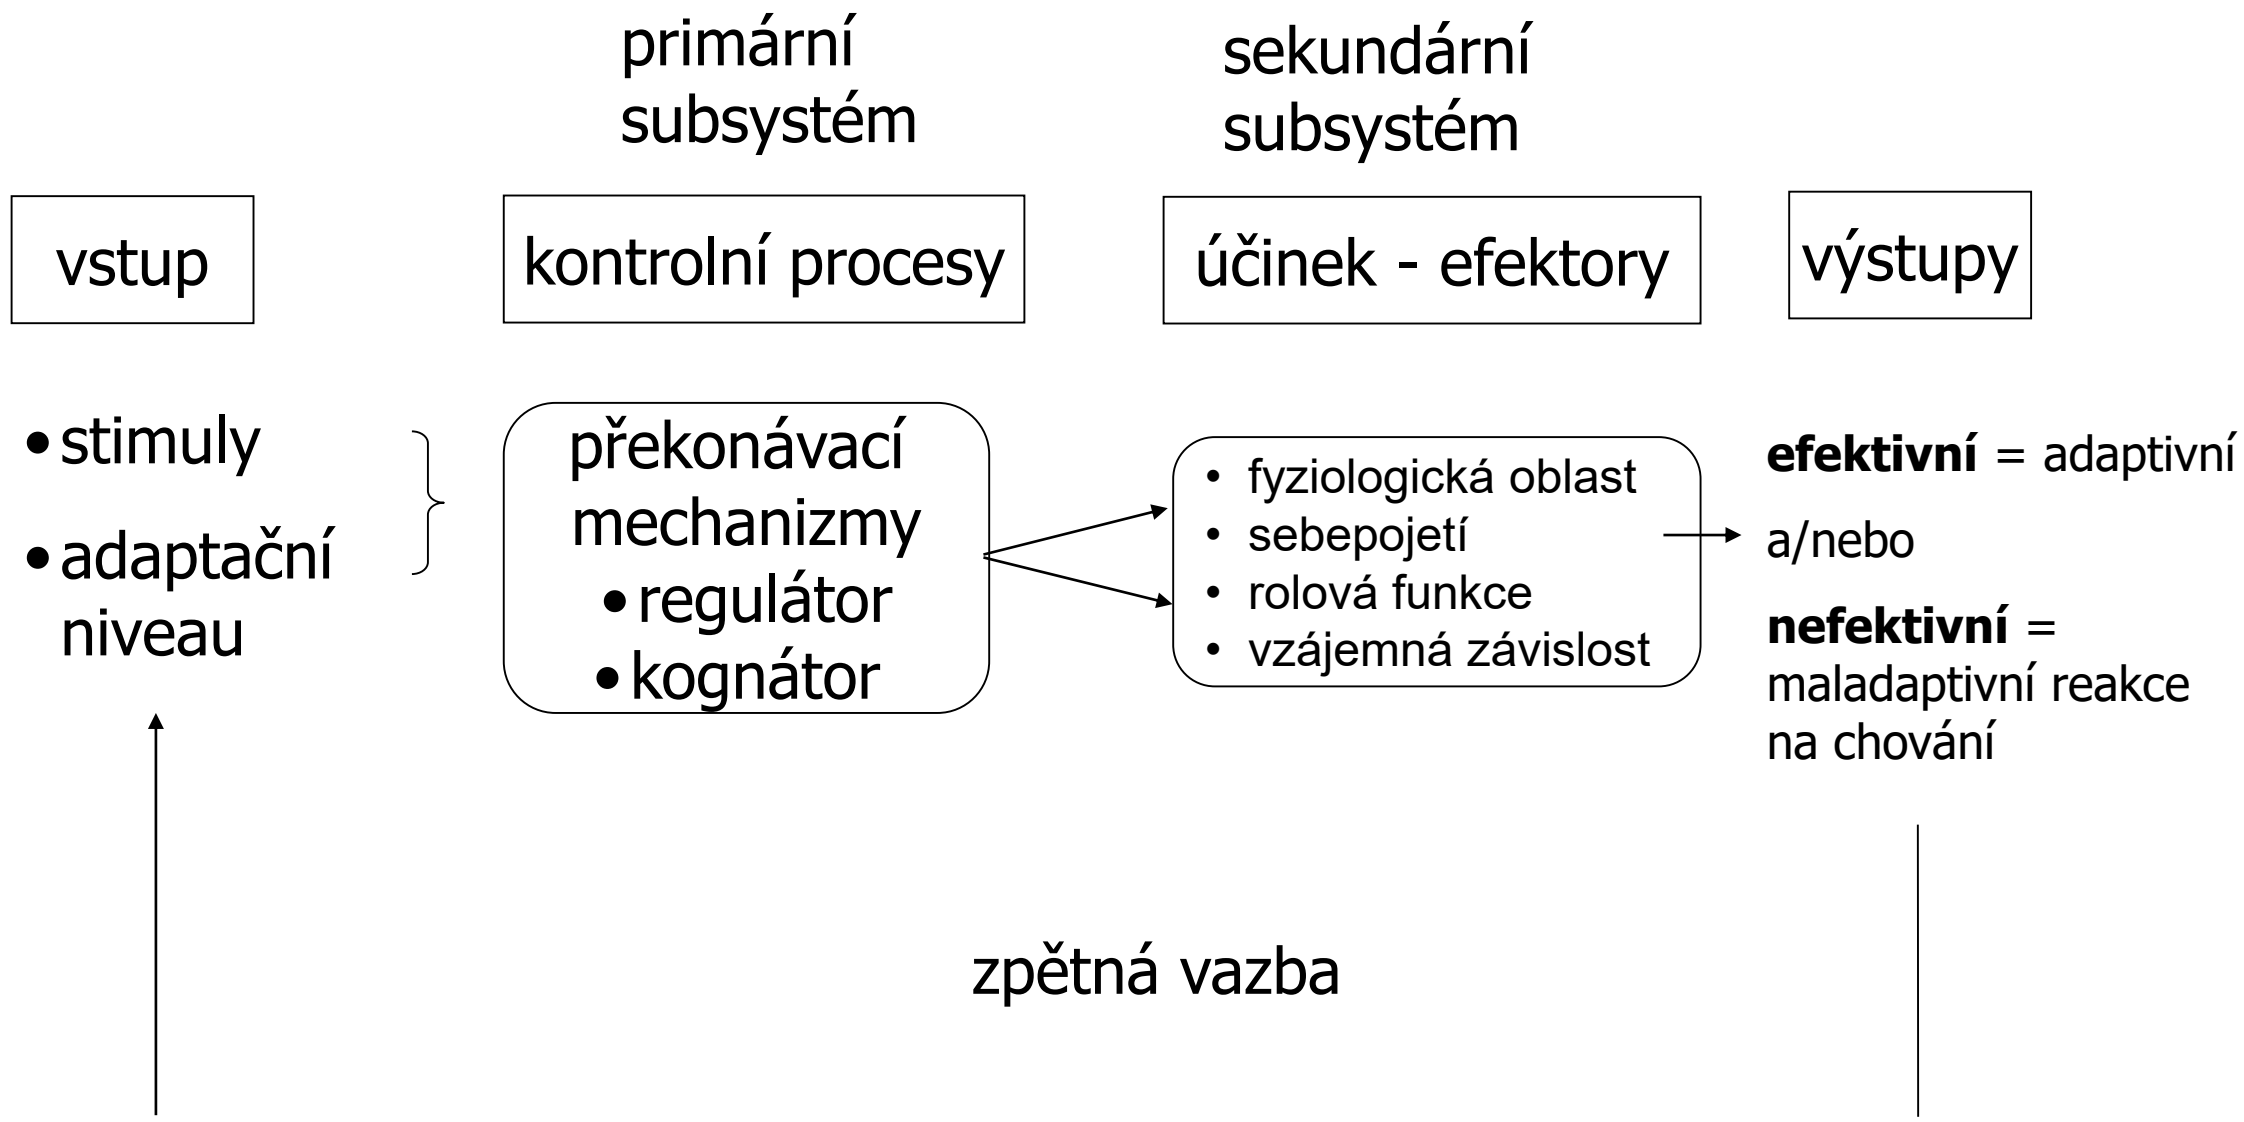 primární
subsystém
sekundární
subsystém
vstup
kontrolní procesy
účinek - efektory
výstupy
•stimuly
•adaptační
niveau
překonávací
mechanizmy
•regulátor
•kognátor
• fyziologická oblast
• sebepojetí
• rolová funkce
• vzájemná závislost
efektivní = adaptivní
a/nebo
nefektivní =
maladaptivní reakce
na chování
zpětná vazba